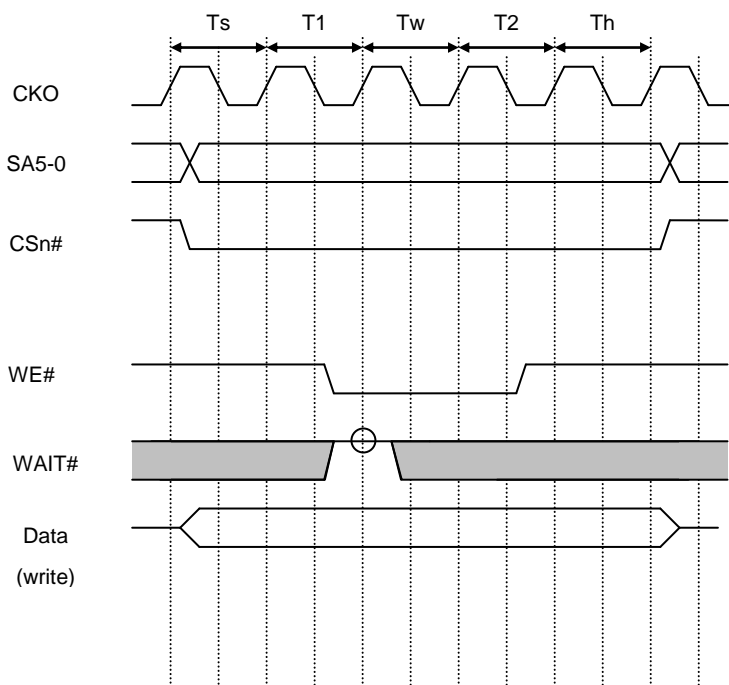 Ts T1 Tw T2 Th
CKO
SA5-0
CSn#
WE#
WAIT#
Data
(write)